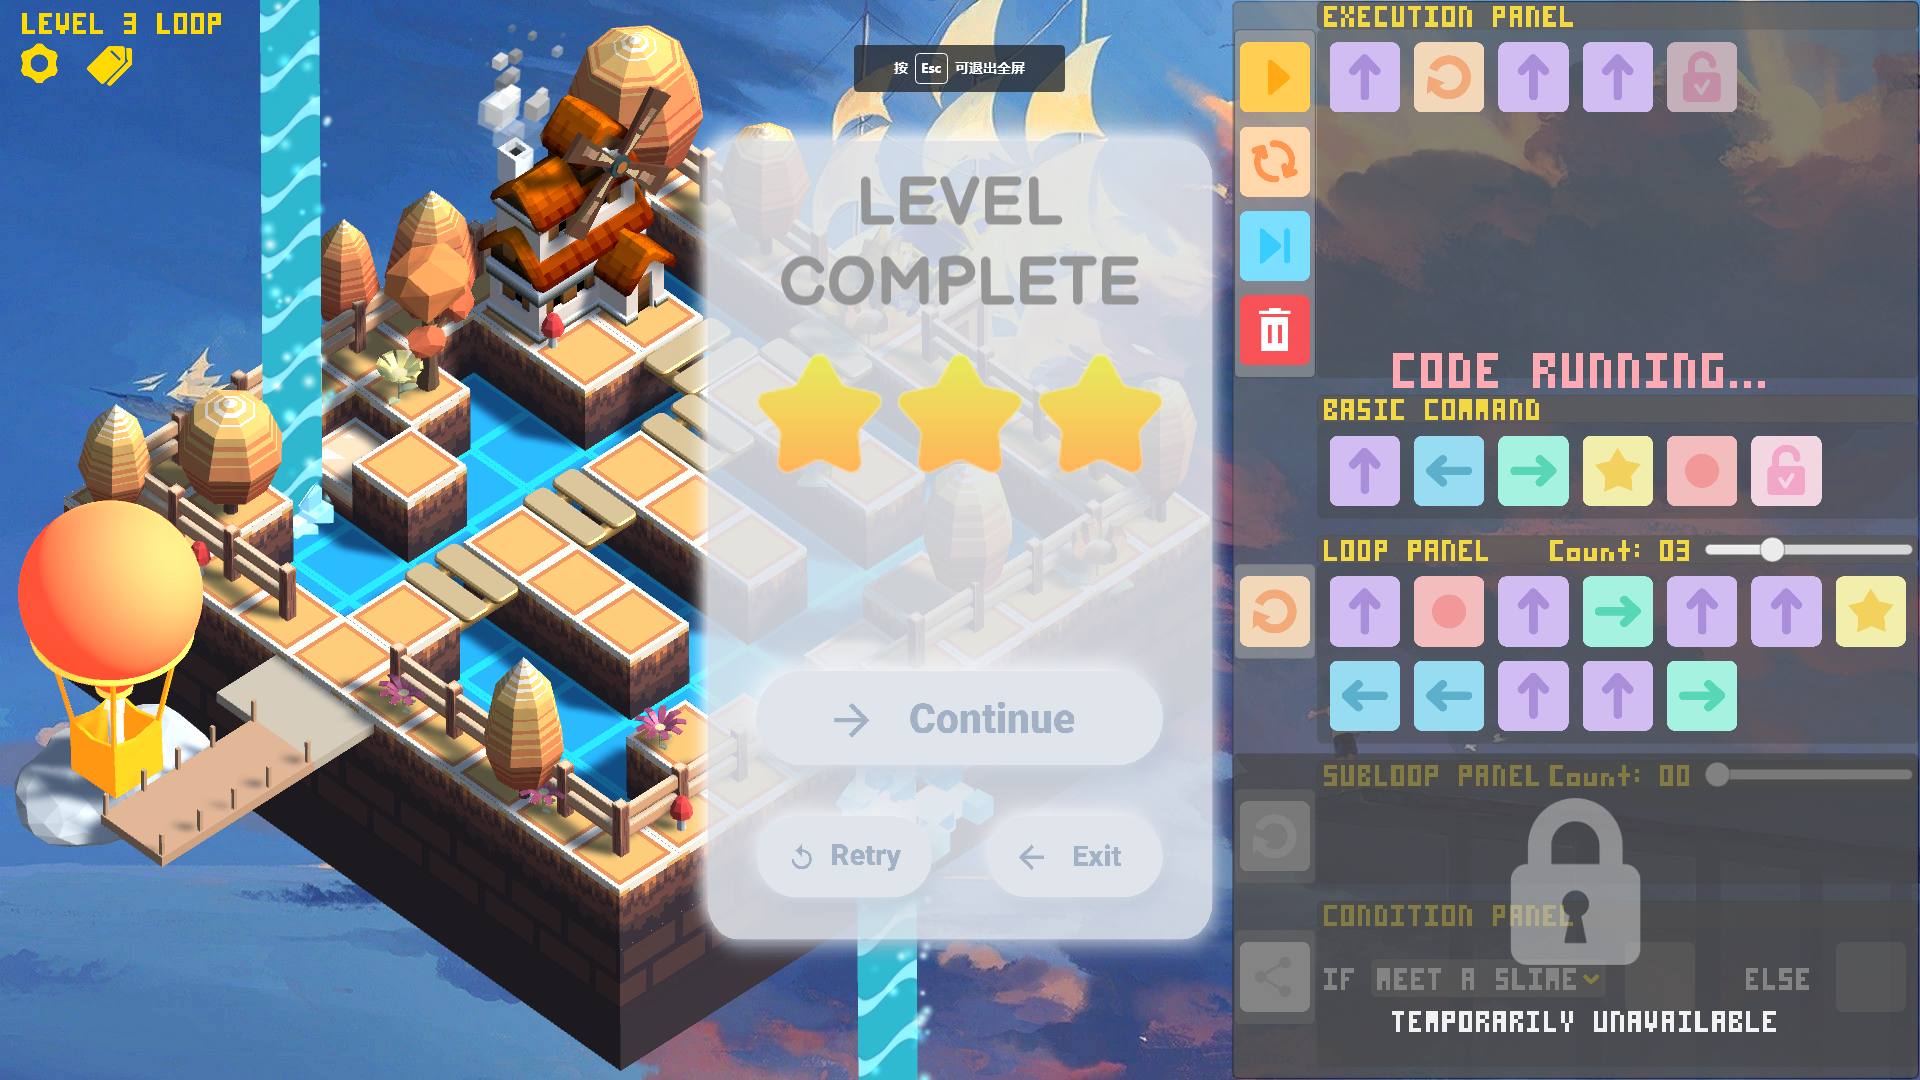 LEVEL 3 LOOP
按 Esc 可退出全屏
LEVEL
COMPLETE
Continue
Retry
Exit
EXECUTION PANEL
CODE RUNNING...
BASIC COMMAND
LOOP PANEL Count: 03
SUBLOOP PANEL Count: 00
CONDITION PANEL
IF MEET A SLIME ELSE
TEMPORARILY UNAVAILABLE